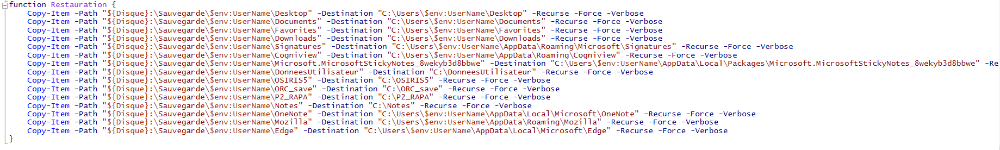 function Restauration {
Copy-Item -Path "${Disque}:\Sauvegarde\$env:UserName\Desktop" -Destination "C:\Users\$env:UserName\Desktop" -Recurse -Force -Verbose
Copy-Item -Path "${Disque}:\Sauvegarde\$env:UserName\Documents" -Destination "C:\Users\$env:UserName\Documents" -Recurse -Force -Verbose
Copy-Item -Path "${Disque}:\Sauvegarde\$env:UserName\Favorites" -Destination "C:\Users\$env:UserName\Favorites" -Recurse -Force -Verbose
Copy-Item -Path "${Disque}:\Sauvegarde\$env:UserName\Downloads" -Destination "C:\Users\$env:UserName\Downloads" -Recurse -Force -Verbose
Copy-Item -Path "${Disque}:\Sauvegarde\$env:UserName\Signatures" -Destination "C:\Users\$env:UserName\AppData\Roaming\Microsoft\Signatures" -Recurse -Force -Verbose
Copy-Item -Path "${Disque}:\Sauvegarde\$env:UserName\Cogniview" -Destination "C:\Users\$env:UserName\AppData\Roaming\Cogniview" -Recurse -Force -Verbose
Copy-Item -Path "${Disque}:\Sauvegarde\$env:UserName\Microsoft.MicrosoftStickyNotes_8wekyb3d8bbwe" -Destination "C:\Users\$env:UserName\AppData\Local\Packages\Microsoft.MicrosoftStickyNotes_8wekyb3d8bbwe" -Re
Copy-Item -Path "${Disque}:\Sauvegarde\$env:UserName\DonneesUtilisateur" -Destination "C:\DonneesUtilisateur" -Recurse -Force -Verbose
Copy-Item -Path "${Disque}:\Sauvegarde\$env:UserName\OSIRIS5" -Destination "C:\OSIRIS5" -Recurse -Force -Verbose
Copy-Item -Path "${Disque}:\Sauvegarde\$env:UserName\ORC_save" -Destination "C:\ORC_save" -Recurse -Force -Verbose
Copy-Item -Path "${Disque}:\Sauvegarde\$env:UserName\P2_RAPA" -Destination "C:\P2_RAPA" -Recurse -Force -Verbose
Copy-Item -Path "${Disque}:\Sauvegarde\$env:UserName\Notes" -Destination "C:\Notes" -Recurse -Force -Verbose
Copy-Item -Path "${Disque}:\Sauvegarde\$env:UserName\OneNote" -Destination "C:\Users\$env:UserName\AppData\Local\Microsoft\OneNote" -Recurse -Force -Verbose
Copy-Item -Path "${Disque}:\Sauvegarde\$env:UserName\Mozilla" -Destination "C:\Users\$env:UserName\AppData\Roaming\Mozilla" -Recurse -Force -Verbose
Copy-Item -Path "${Disque}:\Sauvegarde\$env:UserName\Edge" -Destination "C:\Users\$env:UserName\AppData\Local\Microsoft\Edge" -Recurse -Force -Verbose
}